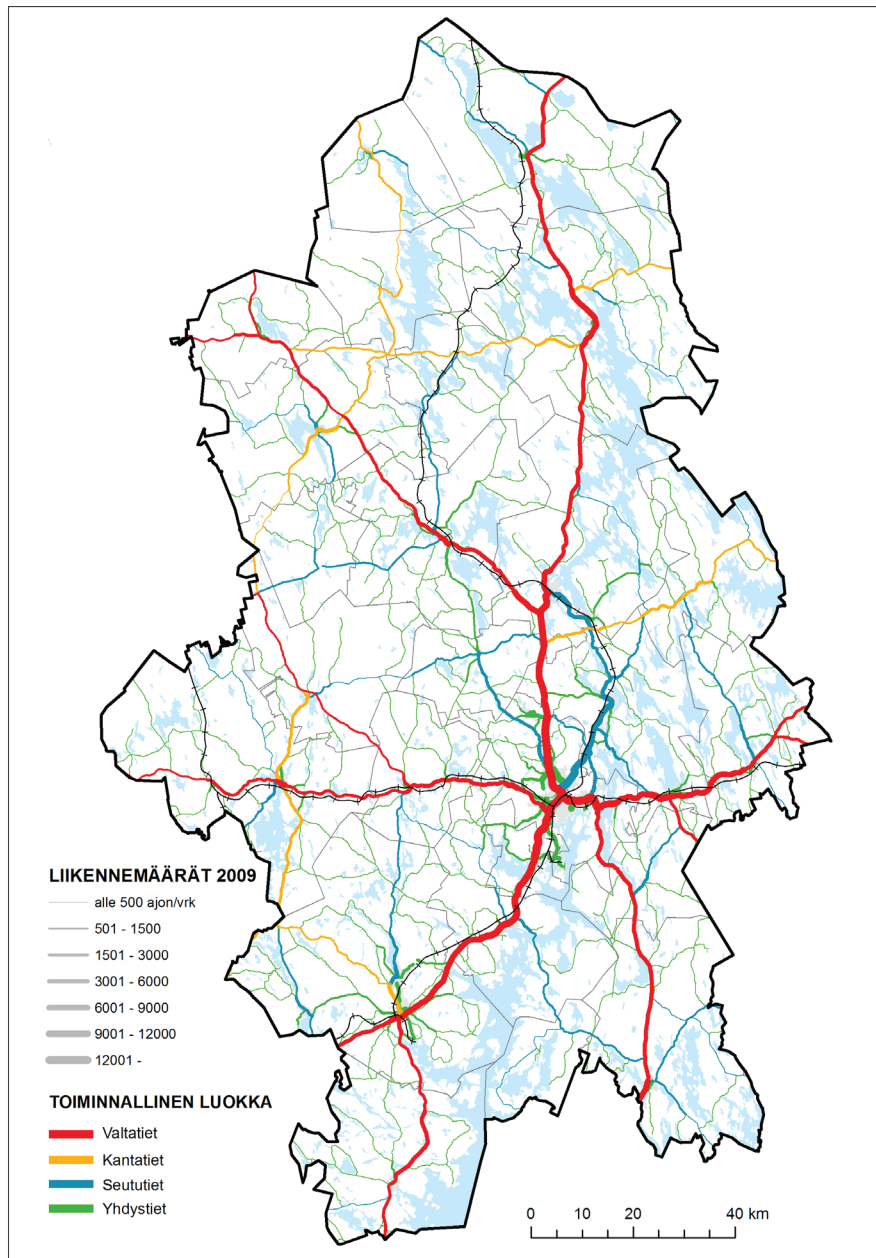 LIIKENNEMÄÄRÄT 2009
alle 500 ajon/vrk
501 - 1500
1501 - 3000
3001 - 6000
6001 - 9000
9001 - 12000
12001 -
TOIMINNALLINEN LUOKKA
Valtatiet
Kantatiet
Seututiet
Yhdystiet
0 10 20 40 km